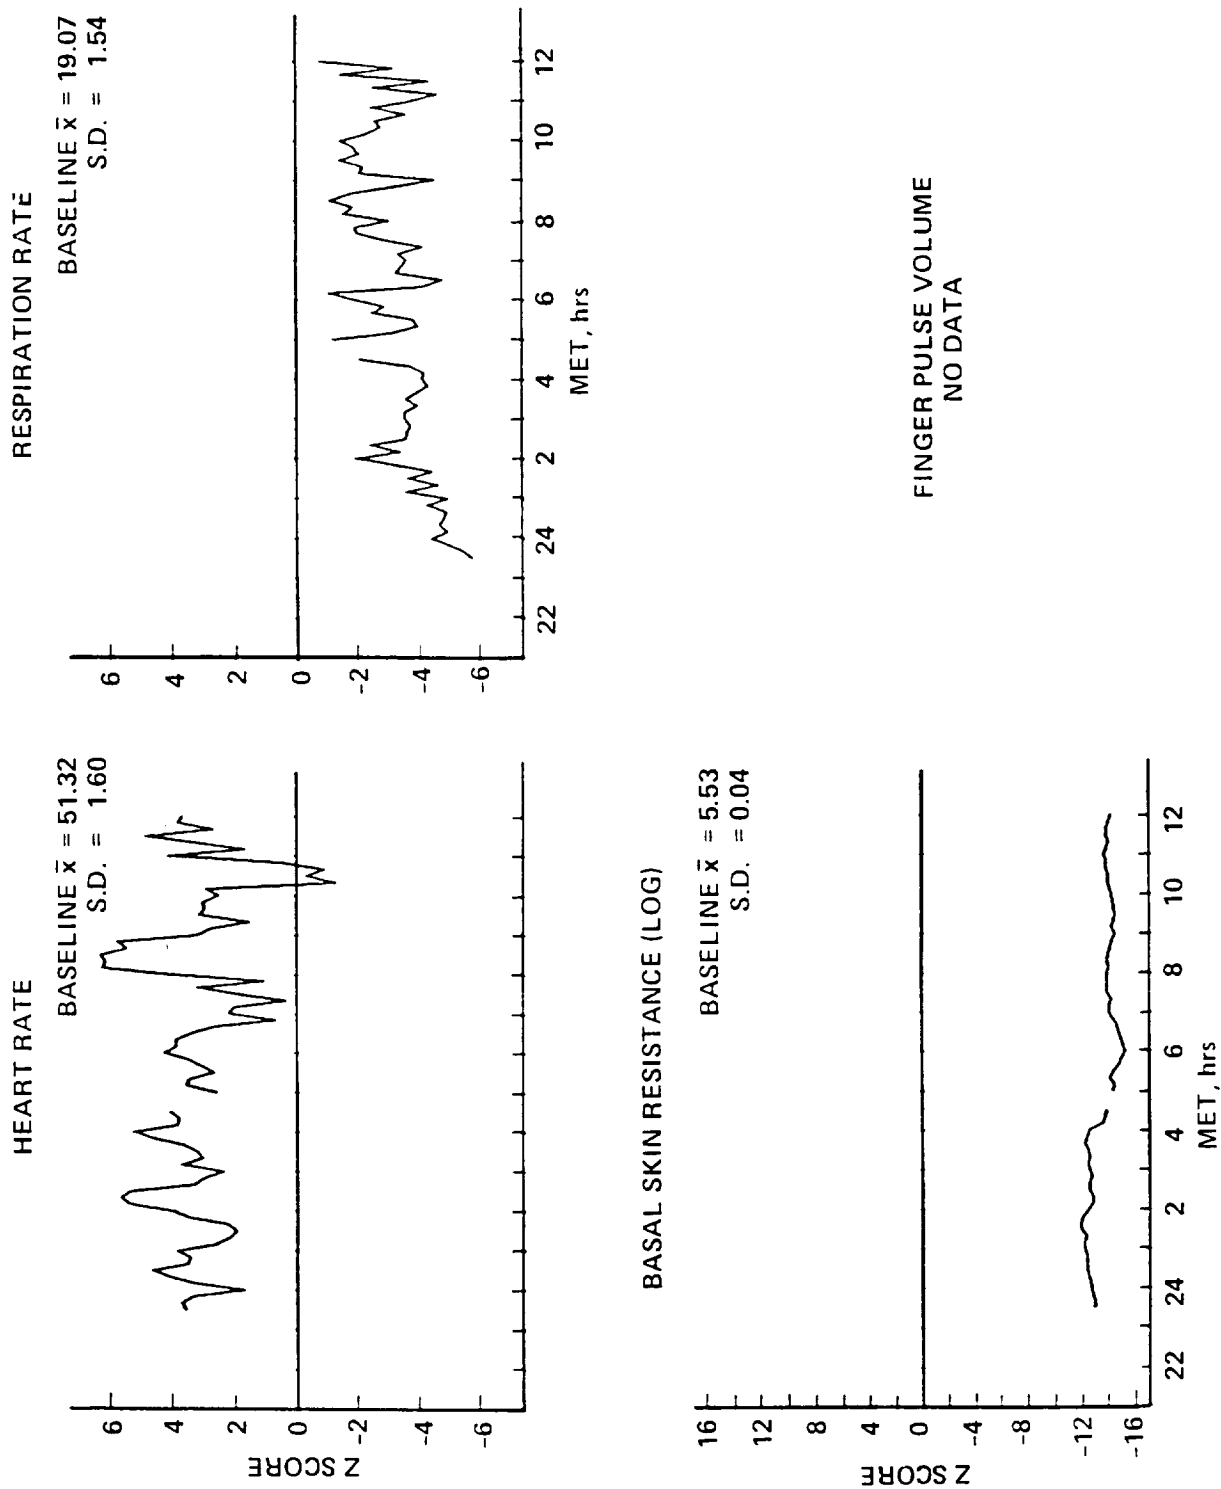 HEART RATE
BASELINE x̄ = 51.32
S.D. = 1.60
6
4
2
0
-2
-4
-6
Z SCORE
RESPIRATION RATE
BASELINE x̄ = 19.07
S.D. = 1.54
6
4
2
0
-2
-4
-6
22 24 2 4 6 8 10 12
MET, hrs
BASAL SKIN RESISTANCE (LOG)
BASELINE x̄ = 5.53
S.D. = 0.04
16
12
8
4
0
-4
-12
-16
Z SCORE
22 24 2 4 6 8 10 12
MET, hrs
FINGER PULSE VOLUME
NO DATA